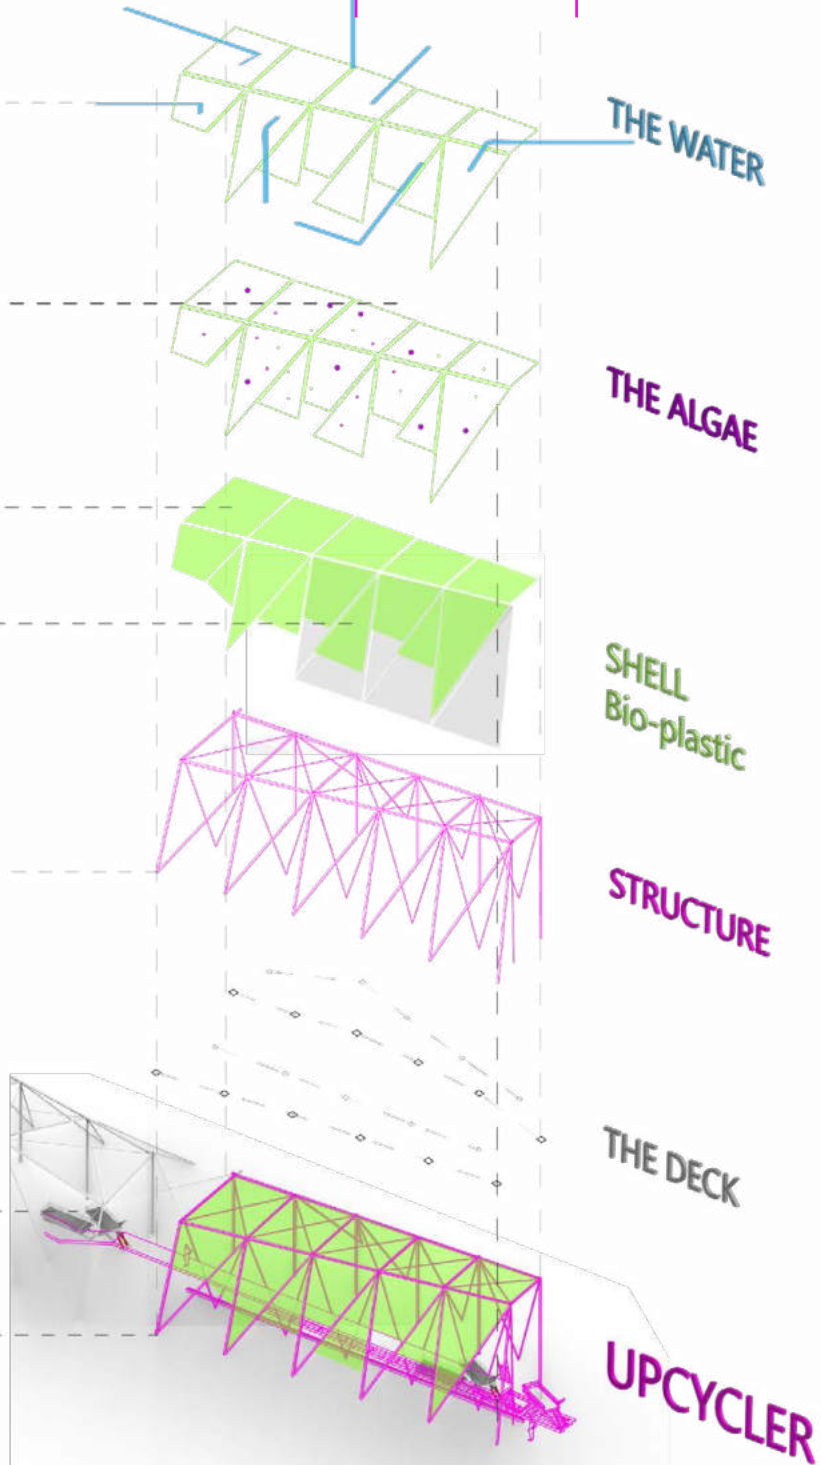 THE WATER
THE ALGAE
SHELL
Bio-plastic
STRUCTURE
THE DECK
UPCYCLER